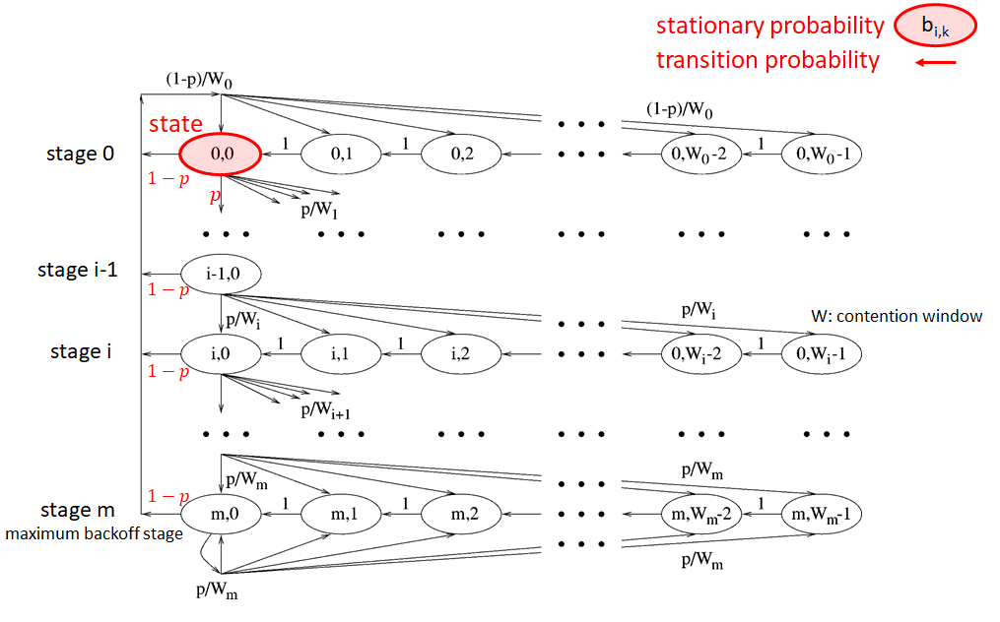 stationary probability b_{i,k}
transition probability
(1-p)/W_0
(1-p)/W_0
state
stage 0
0,0
1
0,1
1
0,2
• • •
0,W_0-2
1
0,W_0-1
1 − p
p
p/W_1
• • •
• • •
• • •
• • •
• • •
• • •
stage i-1
i-1,0
1 − p
p/W_i
p/W_i
W: contention window
stage i
i,0
1
i,1
1
i,2
• • •
0,W_i-2
1
0,W_i-1
1 − p
p/W_{i+1}
• • •
• • •
• • •
• • •
• • •
• • •
p/W_m
p/W_m
1 − p
stage m
maximum backoff stage
m,0
1
m,1
1
m,2
• • •
m,W_m-2
1
m,W_m-1
p/W_m
p/W_m